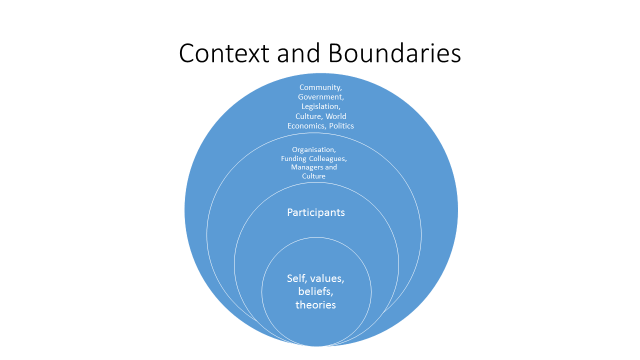 Context and Boundaries
Community,
Government,
Legislation,
Culture, World
Economics, Politics
Organisation,
Funding Colleagues,
Managers and
Culture
Participants
Self, values,
beliefs,
theories